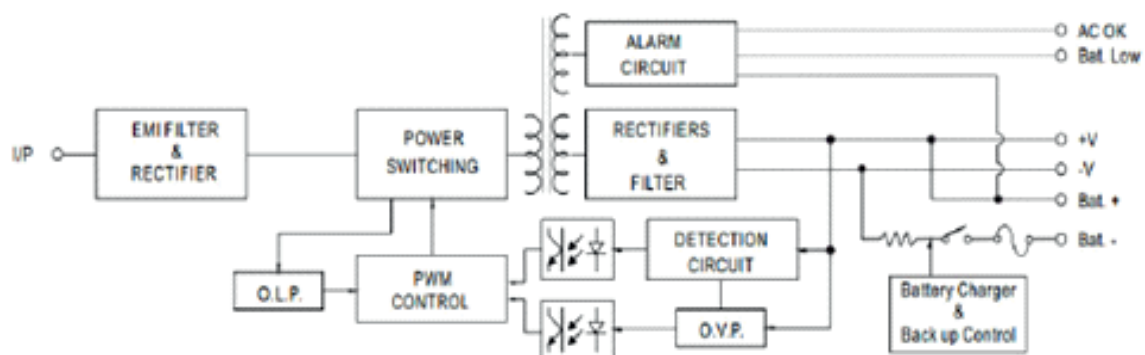 I/P
EMI FILTER
&
RECTIFIER
POWER
SWITCHING
ALARM
CIRCUIT
RECTIFIERS
&
FILTER
AC OK
Bat. Low
+V
-V
Bat. +
Bat. -
O.L.P.
PWM
CONTROL
DETECTION
CIRCUIT
O.V.P.
Battery Charger
&
Back up Control